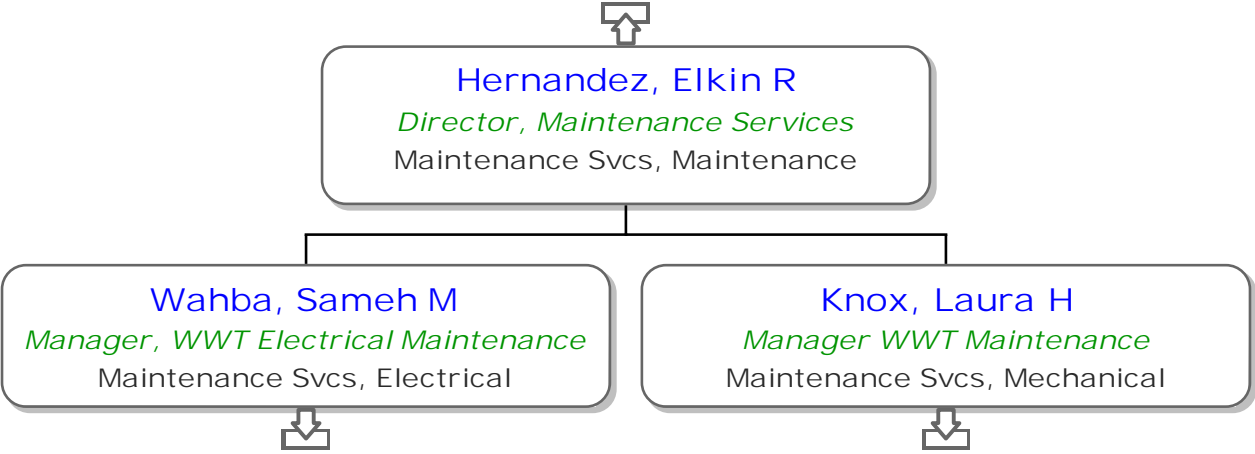 Hernandez, Elkin R
Director, Maintenance Services
Maintenance Svcs, Maintenance
Wahba, Sameh M
Manager, WWT Electrical Maintenance
Maintenance Svcs, Electrical
Knox, Laura H
Manager WWT Maintenance
Maintenance Svcs, Mechanical